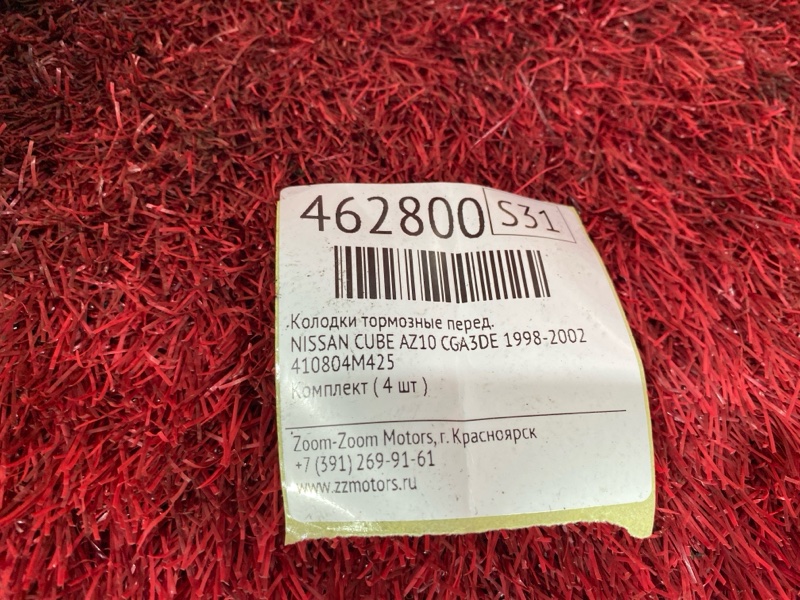 462800 S31
Колодки тормозные перед.
NISSAN CUBE AZ10 CGA3DE 1998-2002
410804M425
Комплект ( 4 шт )
Zoom-Zoom Motors, г. Красноярск
+7 (391) 269-91-61
www.zzmotors.ru